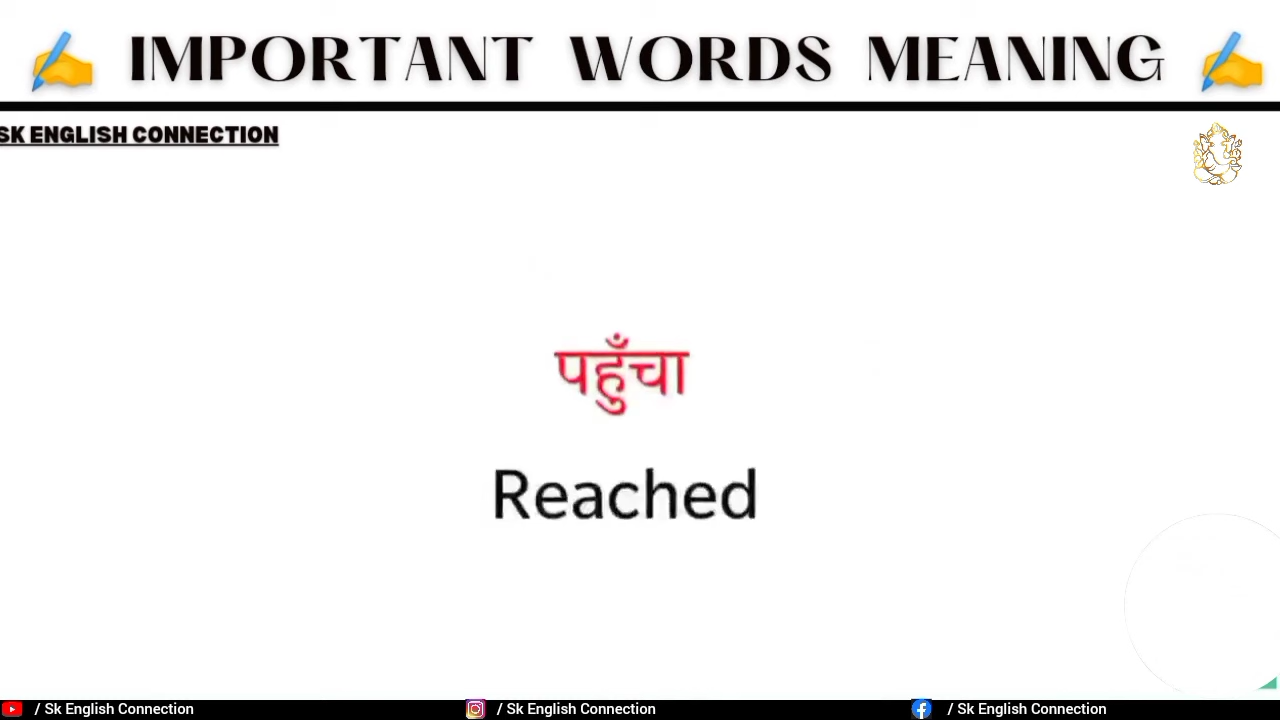 ✍️ IMPORTANT WORDS MEANING ✍️
SK ENGLISH CONNECTION
पहुँचा
Reached
/ Sk English Connection / Sk English Connection / Sk English Connection